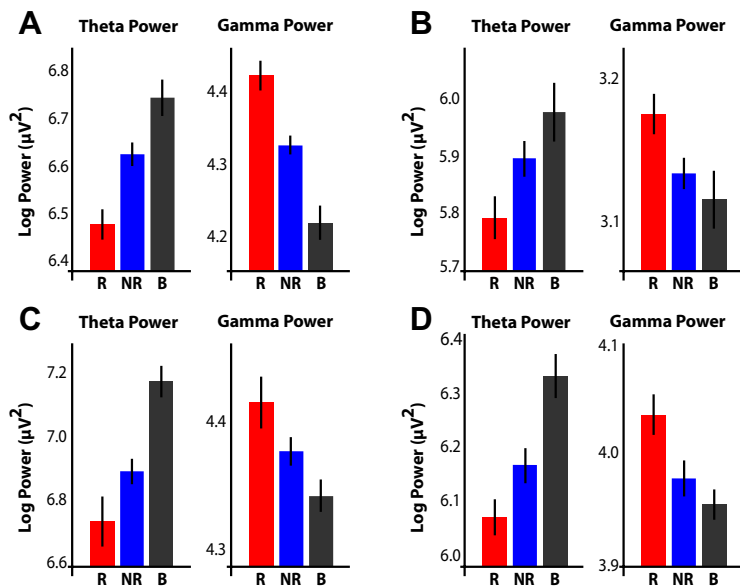 A
Theta Power
Gamma Power
Log Power (µV²)
6.8
6.7
6.6
6.5
6.4
R NR B
4.4
4.3
4.2
R NR B
B
Theta Power
Gamma Power
6.0
5.9
5.8
5.7
R NR B
3.2
3.1
R NR B
C
Theta Power
Gamma Power
Log Power (µV²)
7.2
7.0
6.8
6.6
R NR B
4.4
4.3
R NR B
D
Theta Power
Gamma Power
6.4
6.3
6.2
6.1
6.0
R NR B
4.1
4.0
3.9
R NR B
Log Power (µV²)
Log Power (µV²)